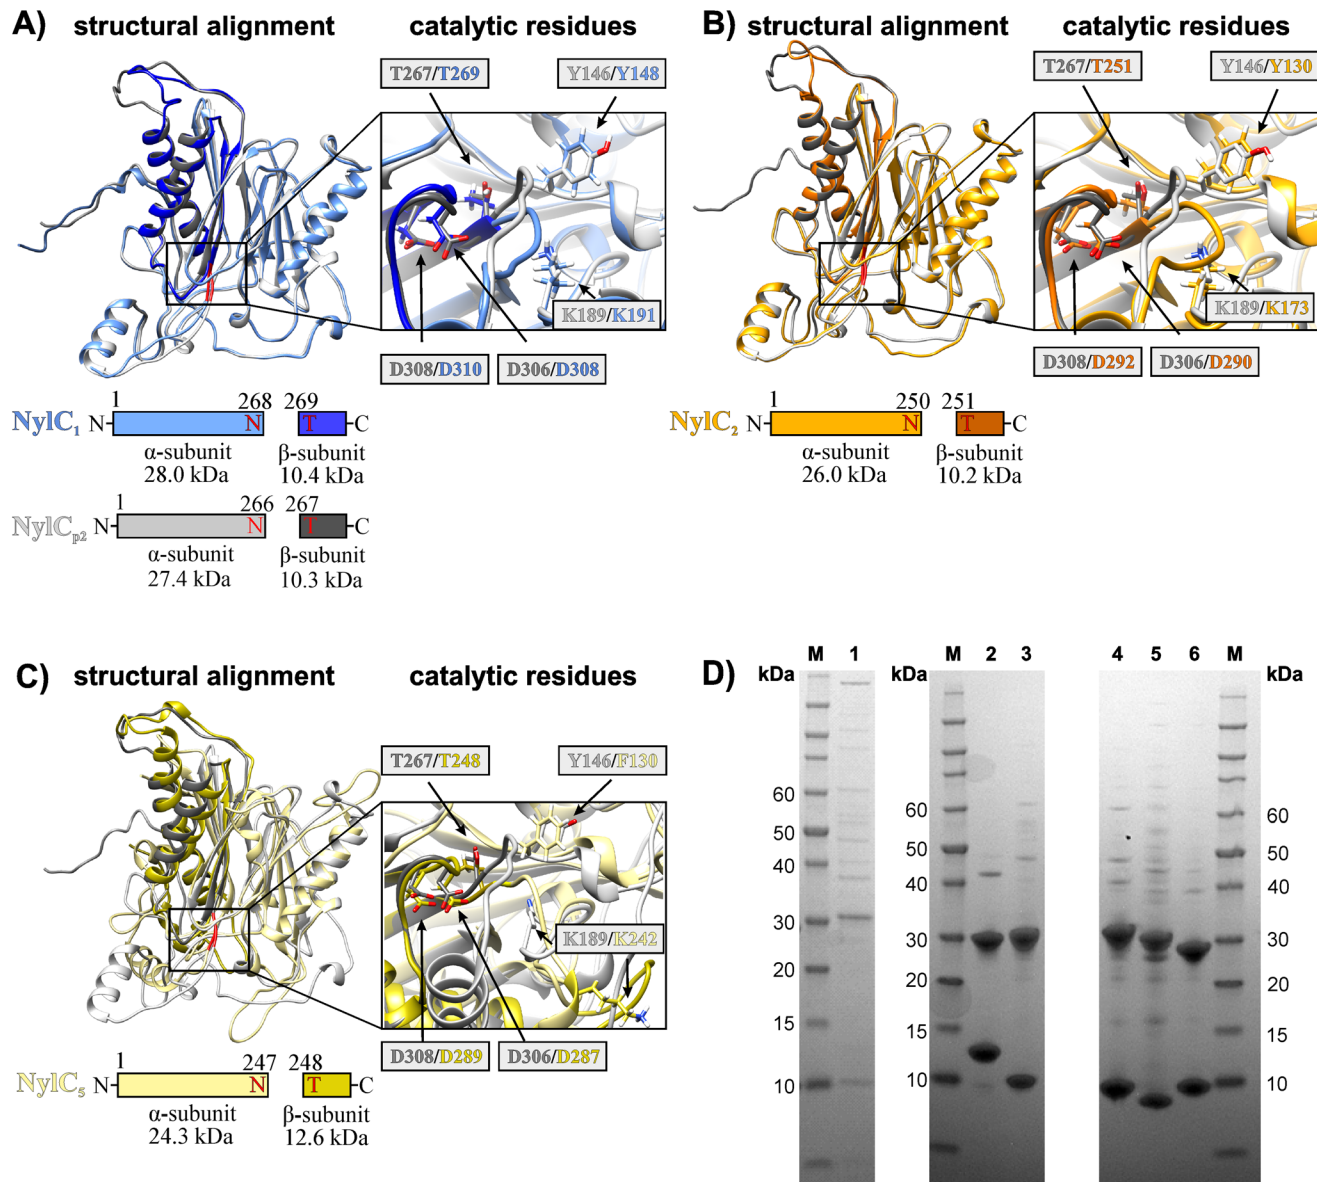 A)
structural alignment
catalytic residues
T267/T269
Y146/Y148
K189/K191
D308/D310
D306/D308
NylC1
N
1
268
N
269
T
C
α-subunit
28.0 kDa
β-subunit
10.4 kDa
NylCp2
N
1
266
N
267
T
C
α-subunit
27.4 kDa
β-subunit
10.3 kDa
B)
structural alignment
catalytic residues
T267/T251
Y146/Y130
K189/K173
D308/D292
D306/D290
NylC2
N
1
250
N
251
T
C
α-subunit
26.0 kDa
β-subunit
10.2 kDa
C)
structural alignment
catalytic residues
T267/T248
Y146/F130
K189/K242
D308/D289
D306/D287
NylC5
N
1
247
N
248
T
C
α-subunit
24.3 kDa
β-subunit
12.6 kDa
D)
kDa
M
1
60
50
40
30
20
15
10
kDa
M
2
3
60
50
40
30
20
15
10
4
5
6
M
kDa
60
50
40
30
20
15
10